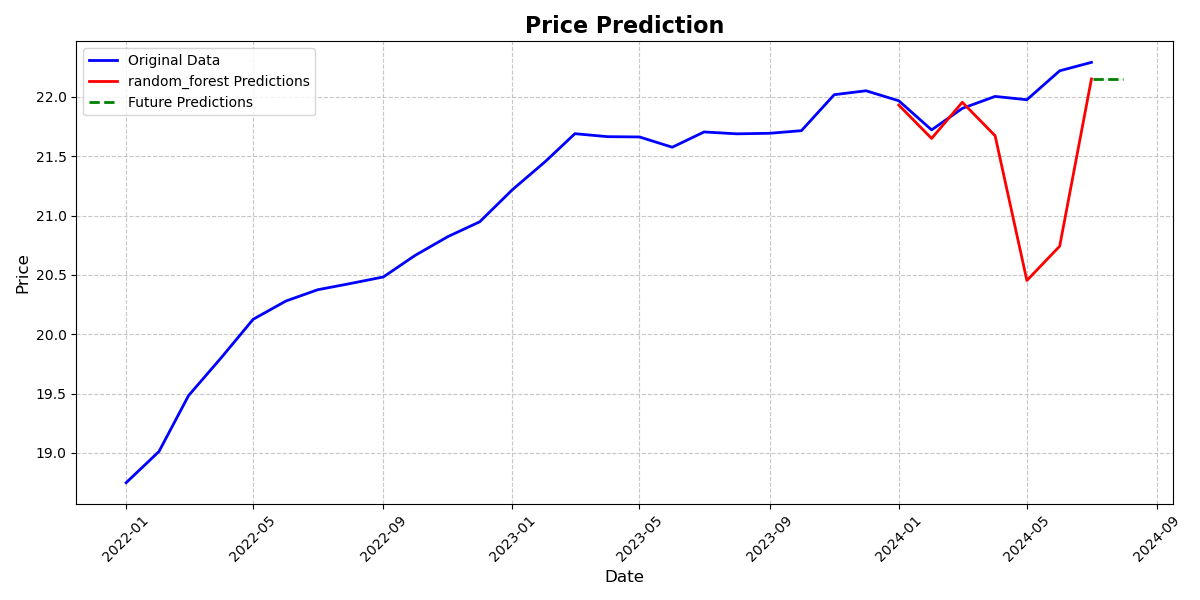 Price Prediction
Original Data
random_forest Predictions
Future Predictions
Price
22.0
21.5
21.0
20.5
20.0
19.5
19.0
2022-01
2022-05
2022-09
2023-01
2023-05
2023-09
2024-01
2024-05
2024-09
Date